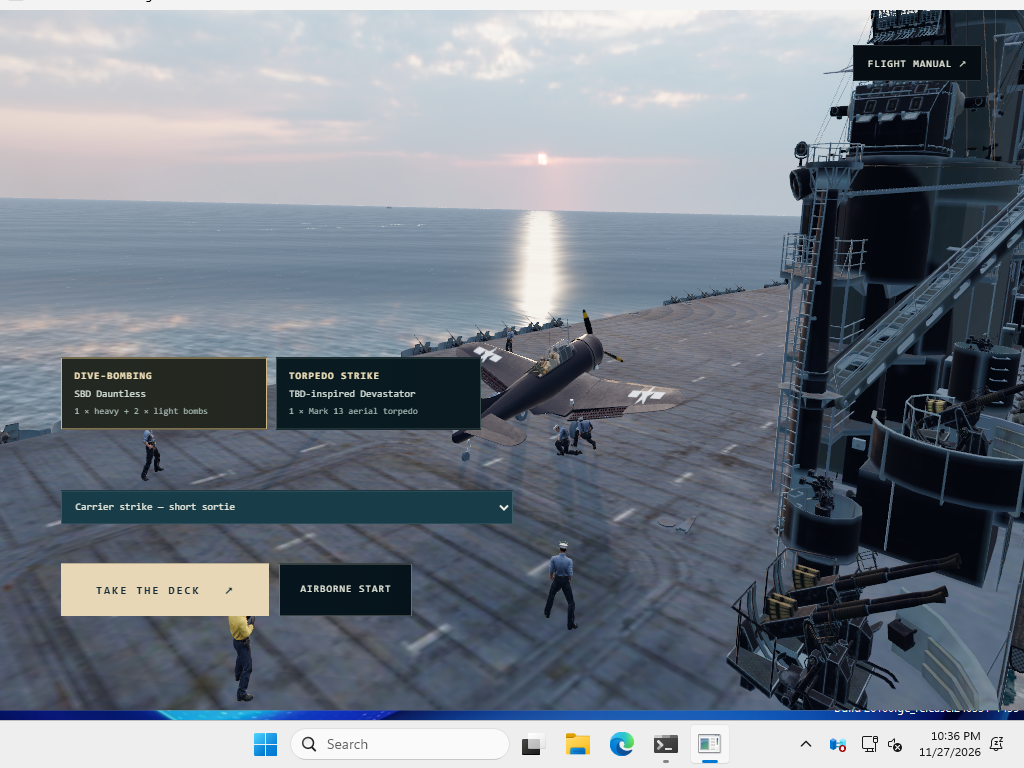 FLIGHT MANUAL ↗
DIVE-BOMBING
SBD Dauntless
1 × heavy + 2 × light bombs
TORPEDO STRIKE
TBD-inspired Devastator
1 × Mark 13 aerial torpedo
Carrier strike — short sortie
TAKE THE DECK ↗
AIRBORNE START
Search
10:36 PM
11/27/2026